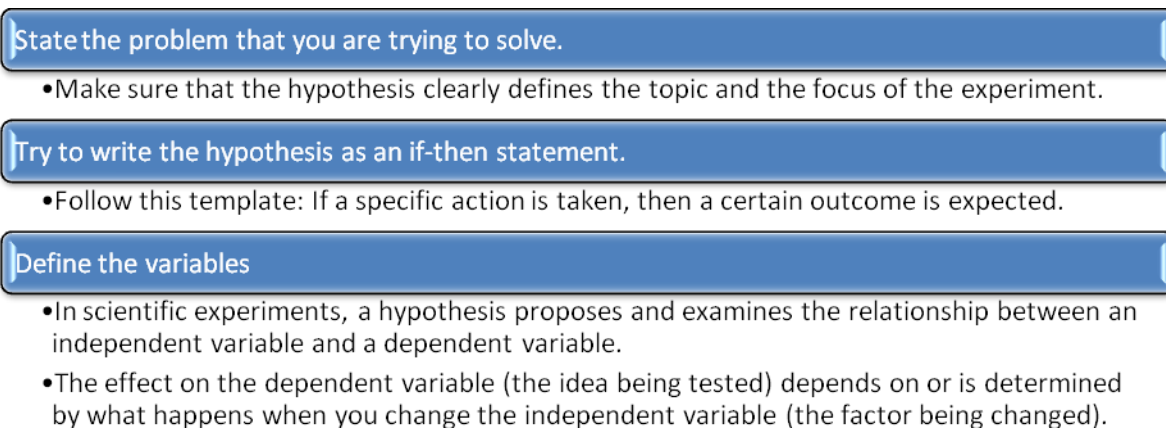 State the problem that you are trying to solve.
•Make sure that the hypothesis clearly defines the topic and the focus of the experiment.
Try to write the hypothesis as an if-then statement.
•Follow this template: If a specific action is taken, then a certain outcome is expected.
Define the variables
•In scientific experiments, a hypothesis proposes and examines the relationship between an
independent variable and a dependent variable.
•The effect on the dependent variable (the idea being tested) depends on or is determined
by what happens when you change the independent variable (the factor being changed).